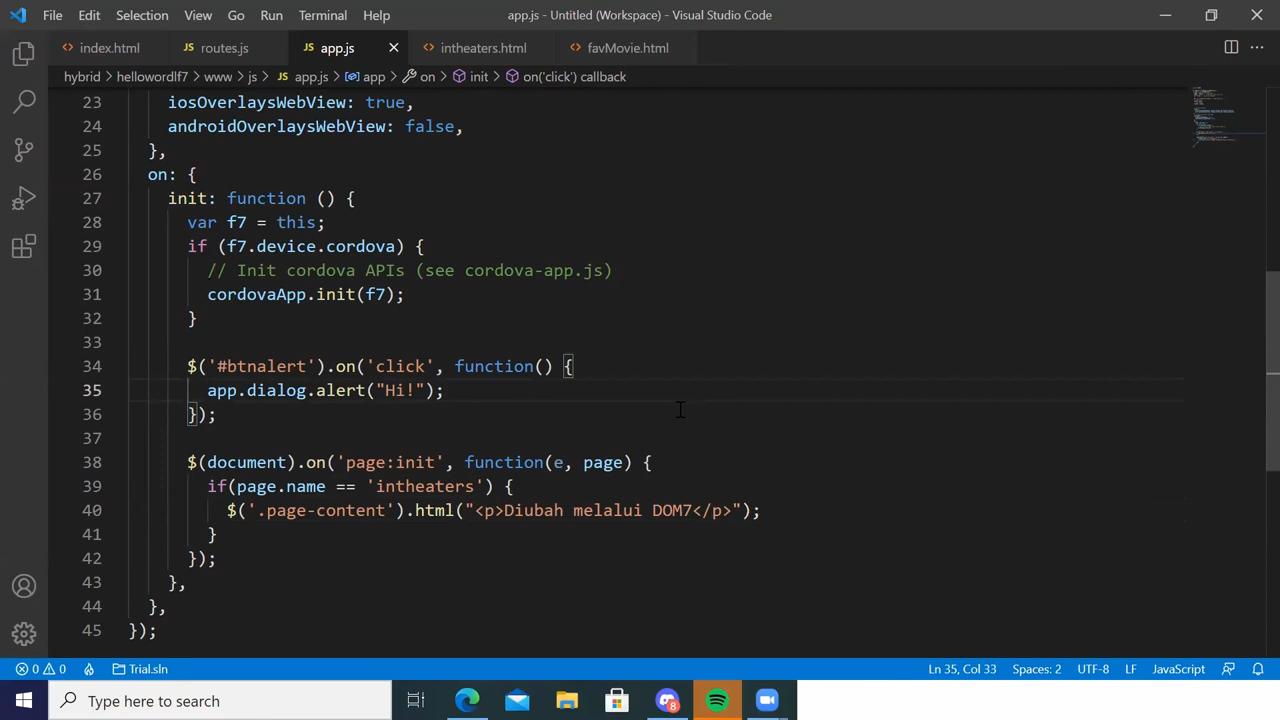 File Edit Selection View Go Run Terminal Help app.js - Untitled (Workspace) - Visual Studio Code
index.html routes.js app.js intheaters.html favMovie.html
hybrid > hellowordlf7 > www > js > app.js > app > on > init > on('click') callback
23 iosOverlaysWebView: true,
24 androidOverlaysWebView: false,
25 },
26 on: {
27 init: function () {
28 var f7 = this;
29 if (f7.device.cordova) {
30 // Init cordova APIs (see cordova-app.js)
31 cordovaApp.init(f7);
32 }
33
34 $('#btnalert').on('click', function() {
35 app.dialog.alert("Hi!");
36 });
37
38 $(document).on('page:init', function(e, page) {
39 if(page.name == 'intheaters') {
40 $('.page-content').html("<p>Diubah melalui DOM7</p>");
41 }
42 });
43 },
44 },
45 });
0 0 Trial.sln Ln 35, Col 33 Spaces: 2 UTF-8 LF JavaScript
Type here to search 8